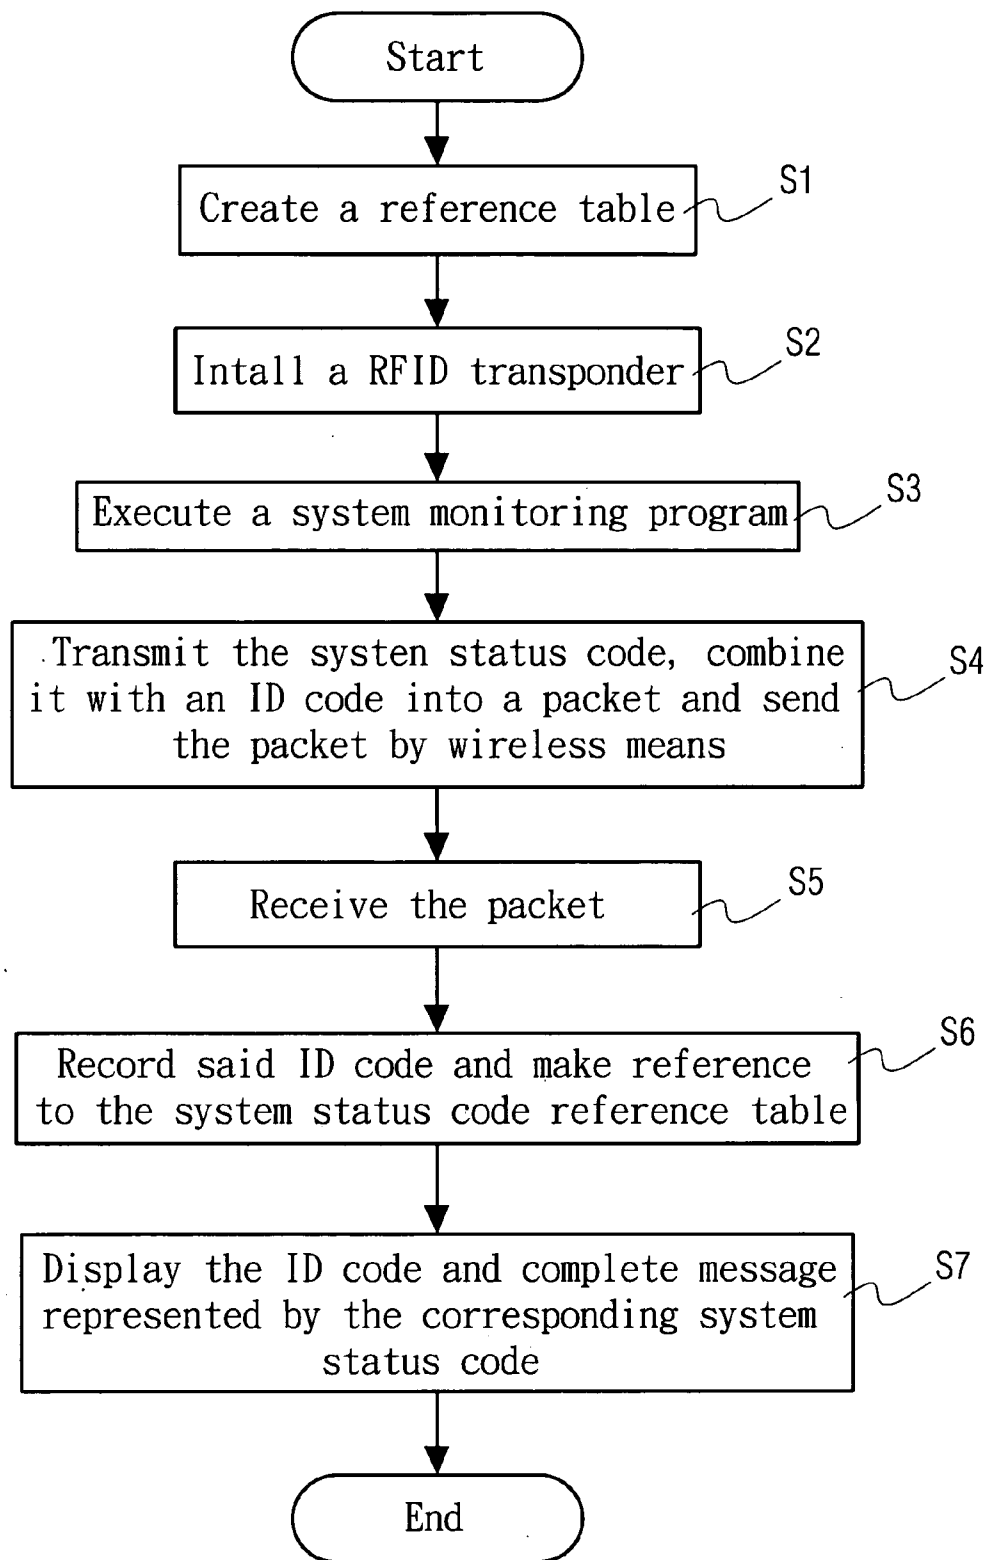 Start
Create a reference table
S1
Intall a RFID transponder
S2
Execute a system monitoring program
S3
Transmit the systen status code, combine
it with an ID code into a packet and send
the packet by wireless means
S4
Receive the packet
S5
Record said ID code and make reference
to the system status code reference table
S6
Display the ID code and complete message
represented by the corresponding system
status code
S7
End